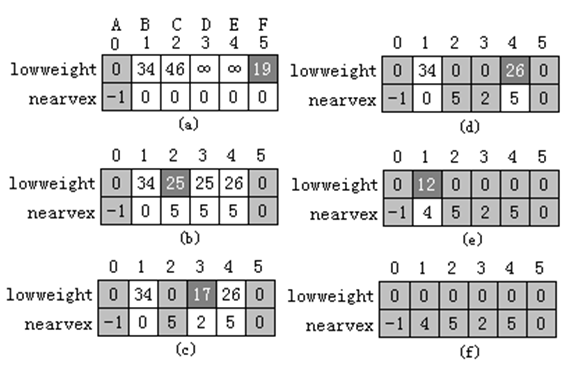 A B C D E F
0 1 2 3 4 5
lowweight 0 34 46 ∞ ∞ 19
nearvex -1 0 0 0 0 0
(a)
0 1 2 3 4 5
lowweight 0 34 25 25 26 0
nearvex -1 0 5 5 5 0
(b)
0 1 2 3 4 5
lowweight 0 34 0 17 26 0
nearvex -1 0 5 2 5 0
(c)
0 1 2 3 4 5
lowweight 0 34 0 0 26 0
nearvex -1 0 5 2 5 0
(d)
0 1 2 3 4 5
lowweight 0 12 0 0 0 0
nearvex -1 4 5 2 5 0
(e)
0 1 2 3 4 5
lowweight 0 0 0 0 0 0
nearvex -1 4 5 2 5 0
(f)